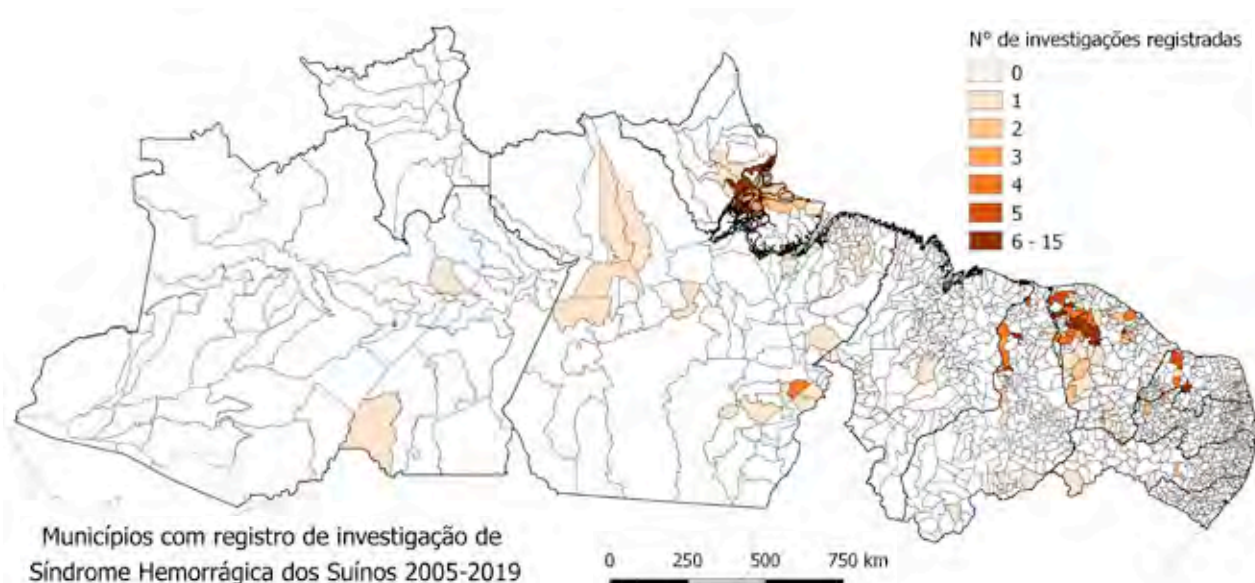 N° de investigações registradas
0
1
2
3
4
5
6 - 15
Municípios com registro de investigação de
Síndrome Hemorrágica dos Suínos 2005-2019
0 250 500 750 km